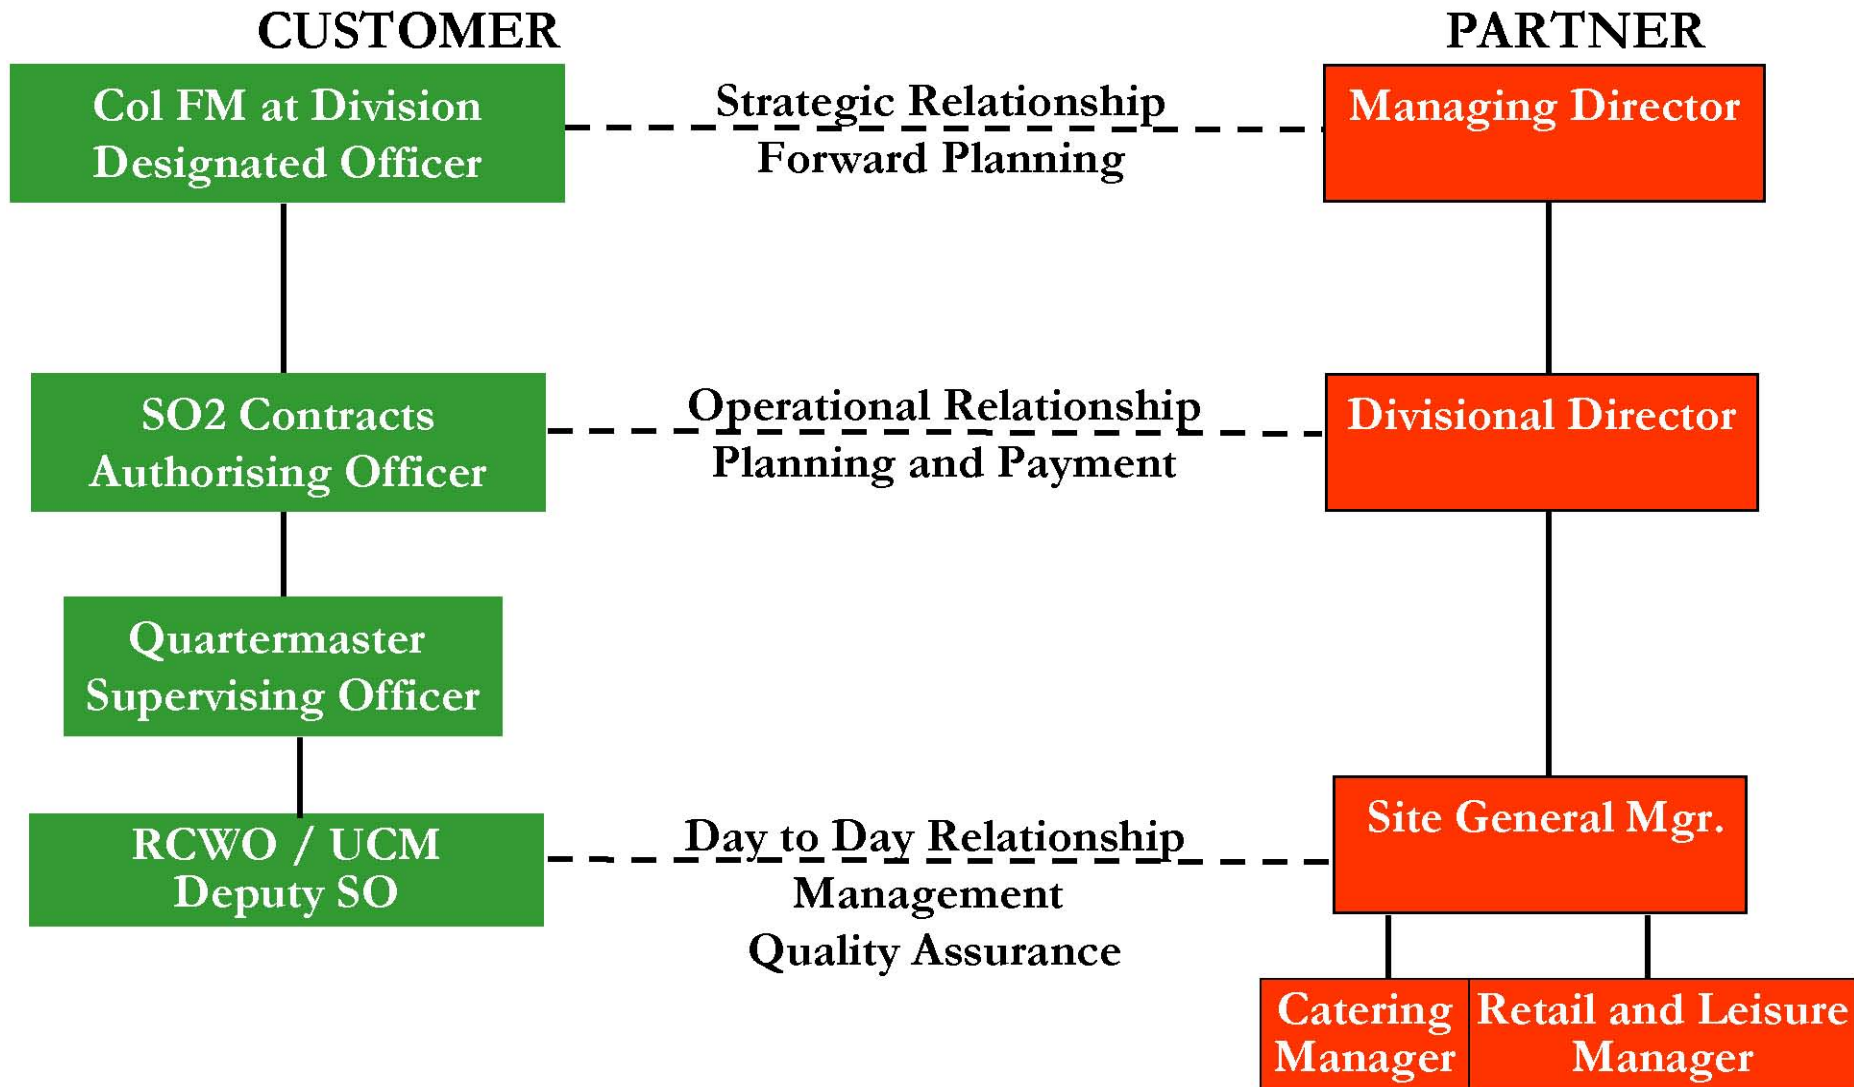 CUSTOMER
PARTNER
Col FM at Division
Designated Officer
Strategic Relationship
Forward Planning
Managing Director
SO2 Contracts
Authorising Officer
Operational Relationship
Planning and Payment
Divisional Director
Quartermaster
Supervising Officer
RCWO / UCM
Deputy SO
Day to Day Relationship
Management
Quality Assurance
Site General Mgr.
Catering
Manager
Retail and Leisure
Manager